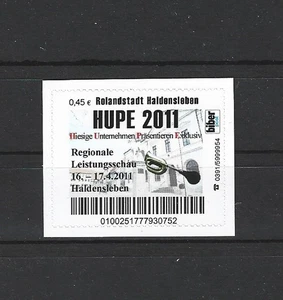 0,45 € Rolandstadt Haldensleben
HUPE 2011
Hiesige Unternehmen Präsentieren Exklusiv
Regionale
Leistungsschau
16. – 17.4.2011
Haldensleben
0100251777930752
biber
☎ 0391/5999954